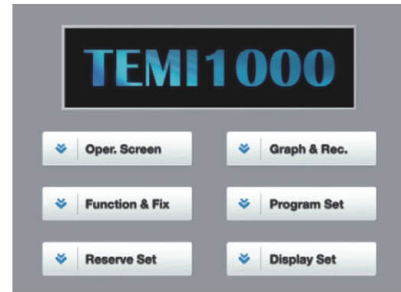 TEMI1000
Oper. Screen
Graph & Rec.
Function & Fix
Program Set
Reserve Set
Display Set